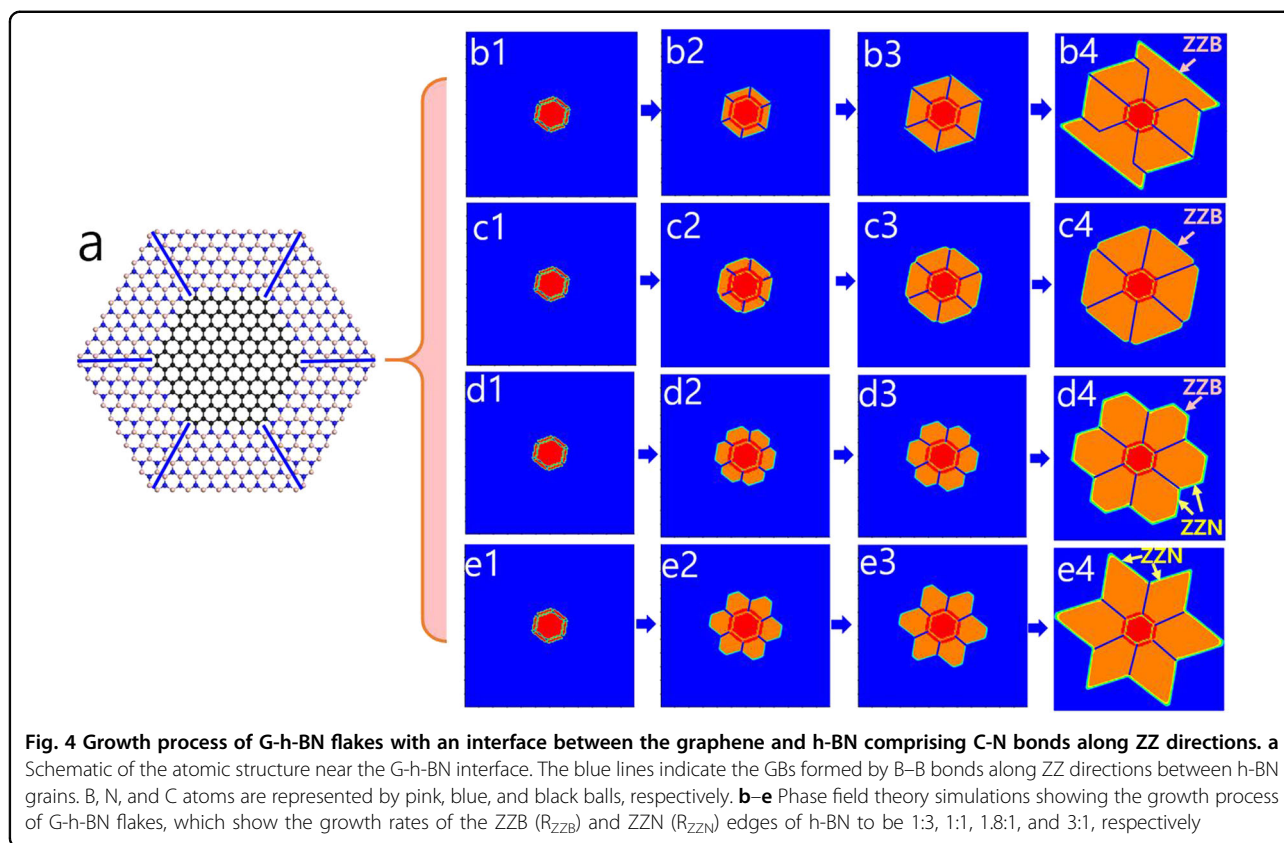 b1
b2
b3
b4
ZZB
c1
c2
c3
c4
ZZB
a
d1
d2
d3
d4
ZZB
ZZN
e1
e2
e3
e4
ZZN
Fig. 4 Growth process of G-h-BN flakes with an interface between the graphene and h-BN comprising C-N bonds along ZZ directions. a
Schematic of the atomic structure near the G-h-BN interface. The blue lines indicate the GBs formed by B–B bonds along ZZ directions between h-BN
grains. B, N, and C atoms are represented by pink, blue, and black balls, respectively. b–e Phase field theory simulations showing the growth process
of G-h-BN flakes, which show the growth rates of the ZZB (R_ZZB) and ZZN (R_ZZN) edges of h-BN to be 1:3, 1:1, 1.8:1, and 3:1, respectively